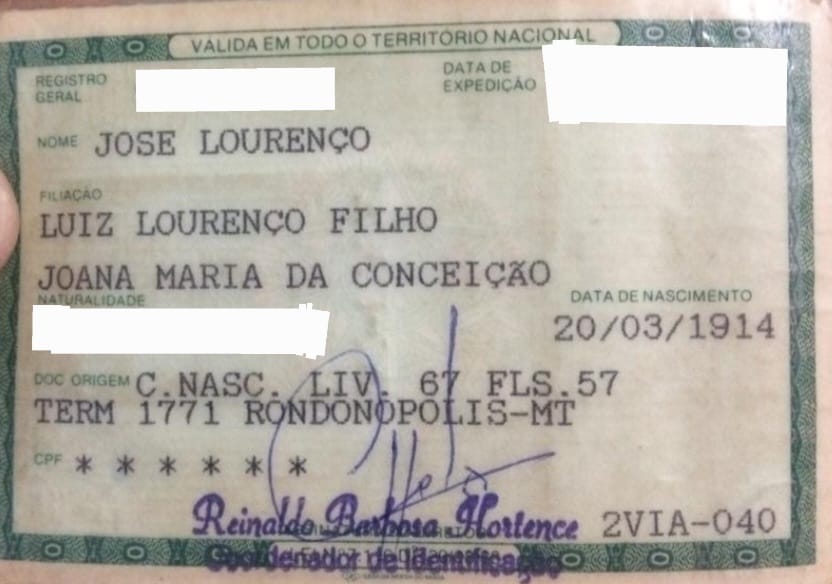 VÁLIDA EM TODO O TERRITÓRIO NACIONAL
REGISTRO GERAL
DATA DE EXPEDIÇÃO
NOME JOSE LOURENÇO
FILIAÇÃO
LUIZ LOURENÇO FILHO
JOANA MARIA DA CONCEIÇÃO
NATURALIDADE
DATA DE NASCIMENTO
20/03/1914
DOC ORIGEM C.NASC. LIV. 67 FLS.57
TERM 1771 RONDONÓPOLIS-MT
CPF * * * * * *
Reinaldo Barbosa Hortence 2VIA-040
Coordenador de Identificação